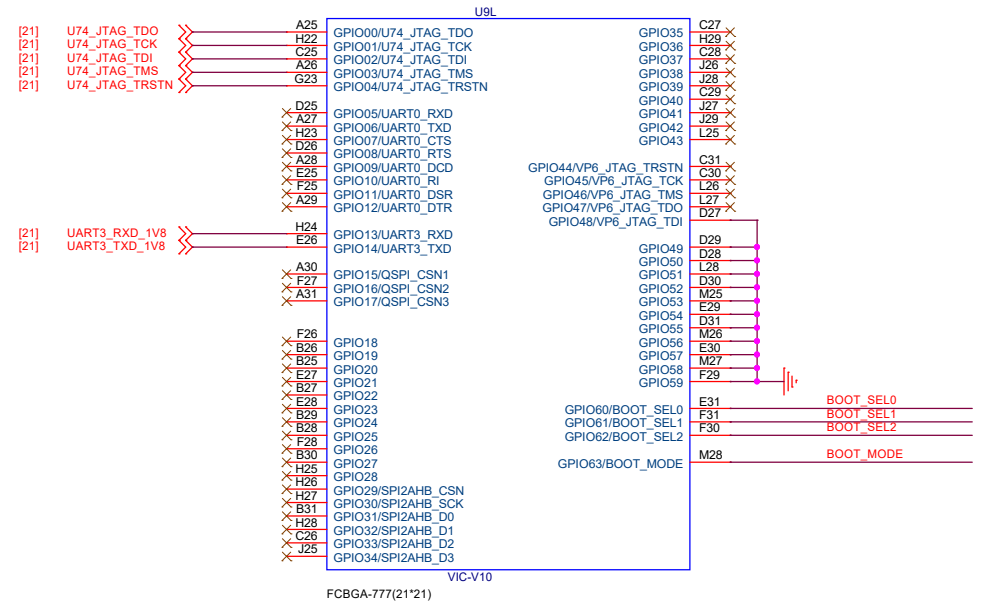 U9L
[21] U74_JTAG_TDO A25 GPIO00/U74_JTAG_TDO
[21] U74_JTAG_TCK H22 GPIO01/U74_JTAG_TCK
[21] U74_JTAG_TDI C25 GPIO02/U74_JTAG_TDI
[21] U74_JTAG_TMS A26 GPIO03/U74_JTAG_TMS
[21] U74_JTAG_TRSTN G23 GPIO04/U74_JTAG_TRSTN
D25 GPIO05/UART0_RXD
A27 GPIO06/UART0_TXD
H23 GPIO07/UART0_CTS
D26 GPIO08/UART0_RTS
A28 GPIO09/UART0_DCD
E25 GPIO10/UART0_RI
F25 GPIO11/UART0_DSR
A29 GPIO12/UART0_DTR
[21] UART3_RXD_1V8 H24 GPIO13/UART3_RXD
[21] UART3_TXD_1V8 E26 GPIO14/UART3_TXD
A30 GPIO15/QSPI_CSN1
F27 GPIO16/QSPI_CSN2
A31 GPIO17/QSPI_CSN3
F26 GPIO18
B26 GPIO19
B25 GPIO20
E27 GPIO21
B27 GPIO22
E28 GPIO23
B29 GPIO24
B28 GPIO25
F28 GPIO26
B30 GPIO27
H25 GPIO28
H26 GPIO29/SPI2AHB_CSN
H27 GPIO30/SPI2AHB_SCK
B31 GPIO31/SPI2AHB_D0
H28 GPIO32/SPI2AHB_D1
C26 GPIO33/SPI2AHB_D2
J25 GPIO34/SPI2AHB_D3
GPIO35 C27
GPIO36 H29
GPIO37 C28
GPIO38 J26
GPIO39 J28
GPIO40 C29
GPIO41 J27
GPIO42 J29
GPIO43 L25
GPIO44/VP6_JTAG_TRSTN C31
GPIO45/VP6_JTAG_TCK C30
GPIO46/VP6_JTAG_TMS L26
GPIO47/VP6_JTAG_TDO L27
GPIO48/VP6_JTAG_TDI D27
GPIO49 D29
GPIO50 D28
GPIO51 L28
GPIO52 D30
GPIO53 M25
GPIO54 E29
GPIO55 D31
GPIO56 M26
GPIO57 E30
GPIO58 M27
GPIO59 F29
GPIO60/BOOT_SEL0 E31 BOOT_SEL0
GPIO61/BOOT_SEL1 F31 BOOT_SEL1
GPIO62/BOOT_SEL2 F30 BOOT_SEL2
GPIO63/BOOT_MODE M28 BOOT_MODE
VIC-V10
FCBGA-777(21*21)